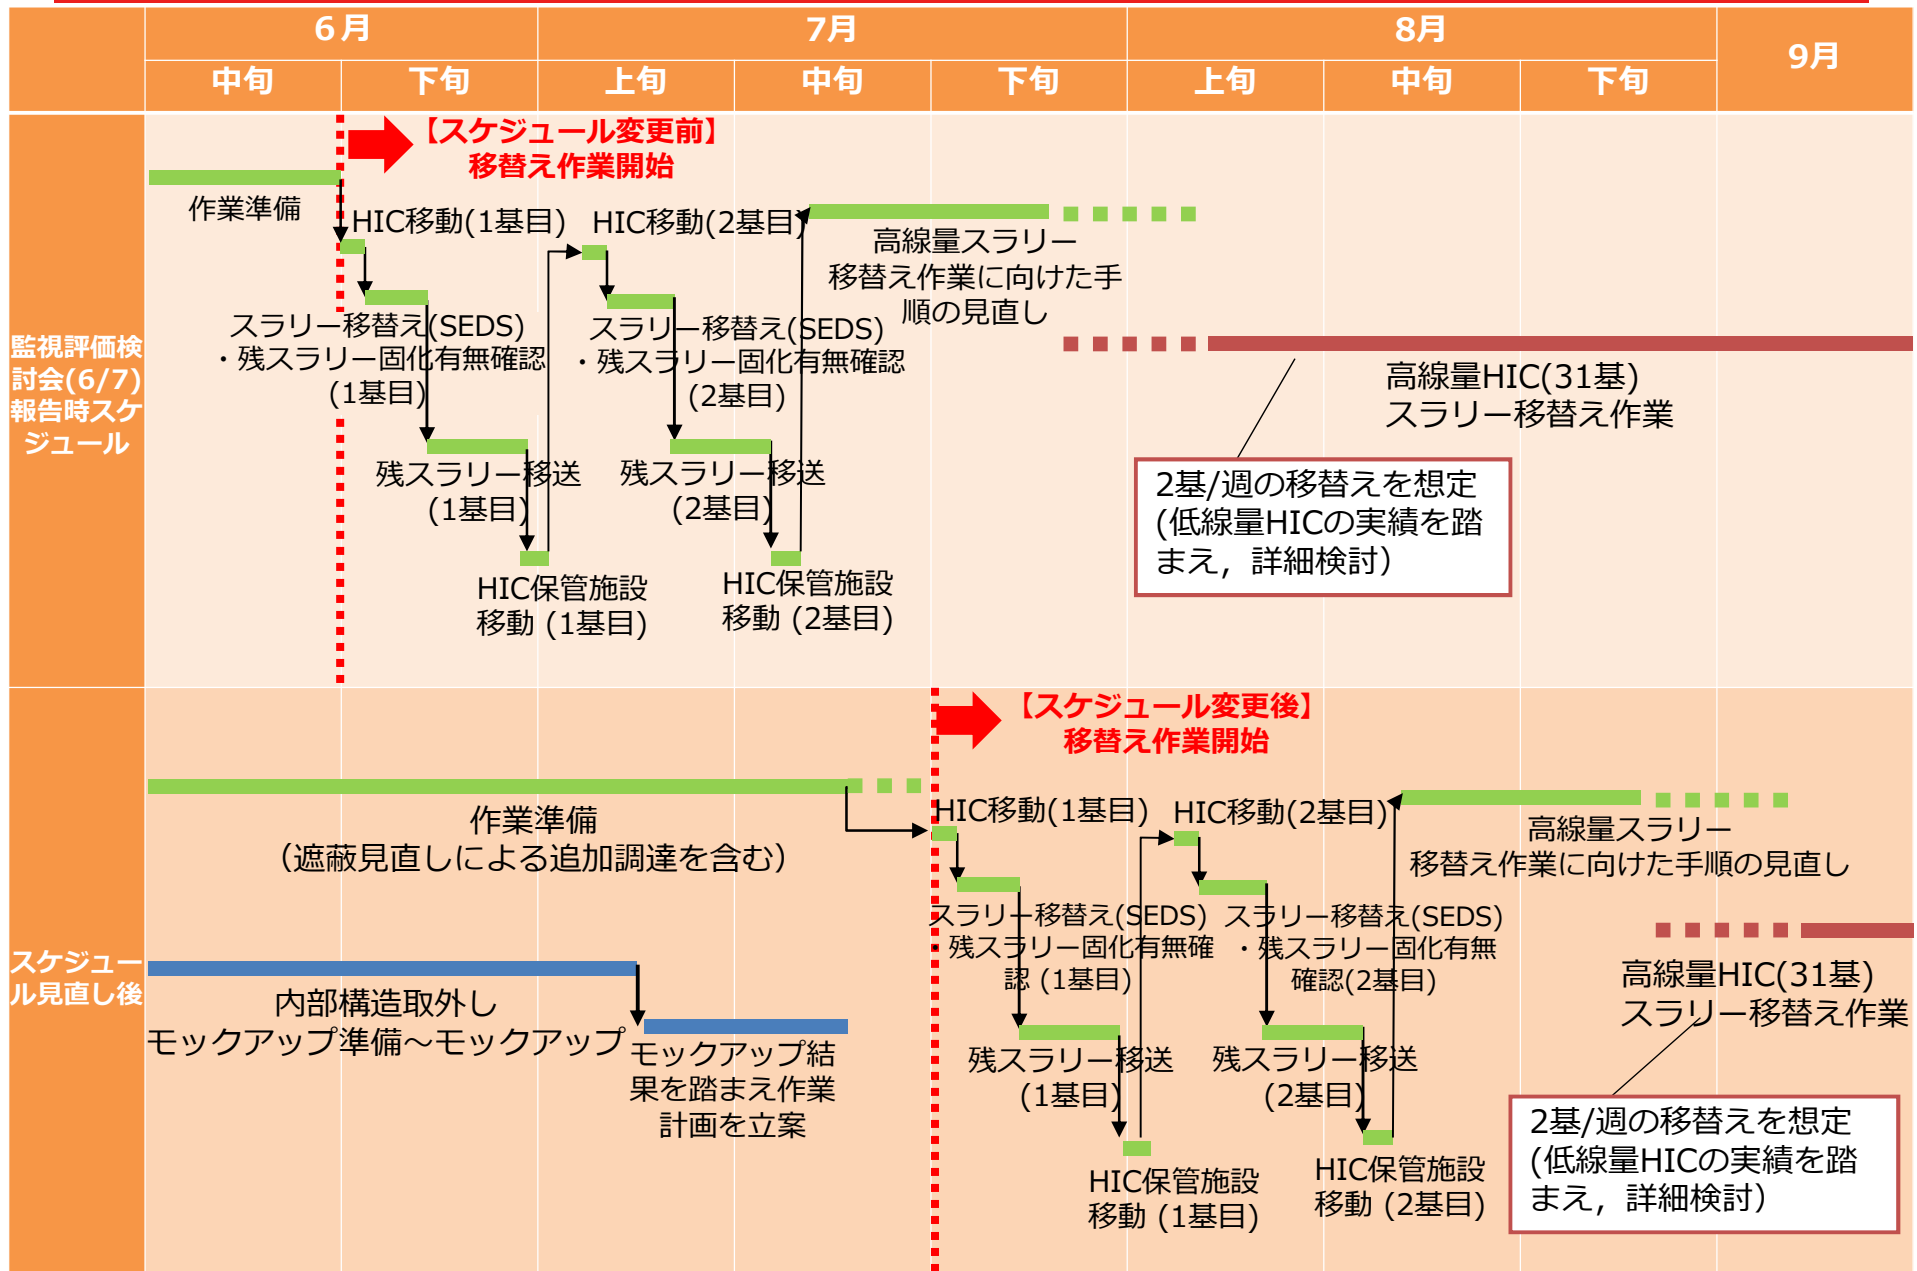 6月
7月
8月
9月
中旬
下旬
上旬
中旬
下旬
上旬
中旬
下旬
監視評価検
討会(6/7)
報告時スケ
ジュール
【スケジュール変更前】
移替え作業開始
作業準備
HIC移動(1基目)
スラリー移替え(SEDS)
・残スラリー固化有無確認
(1基目)
残スラリー移送
(1基目)
HIC保管施設
移動 (1基目)
HIC移動(2基目)
スラリー移替え(SEDS)
・残スラリー固化有無確認
(2基目)
残スラリー移送
(2基目)
HIC保管施設
移動 (2基目)
高線量スラリー
移替え作業に向けた手
順の見直し
高線量HIC(31基)
スラリー移替え作業
2基/週の移替えを想定
(低線量HICの実績を踏
まえ，詳細検討）
スケジュー
ル見直し後
【スケジュール変更後】
移替え作業開始
作業準備
（遮蔽見直しによる追加調達を含む）
内部構造取外し
モックアップ準備～モックアップ
モックアップ結
果を踏まえ作業
計画を立案
HIC移動(1基目)
スラリー移替え(SEDS)
・残スラリー固化有無確
認 (1基目)
残スラリー移送
(1基目)
HIC保管施設
移動 (1基目)
HIC移動(2基目)
スラリー移替え(SEDS)
・残スラリー固化有無
確認(2基目)
残スラリー移送
(2基目)
HIC保管施設
移動 (2基目)
高線量スラリー
移替え作業に向けた手順の見直し
高線量HIC(31基)
スラリー移替え作業
2基/週の移替えを想定
(低線量HICの実績を踏
まえ，詳細検討）